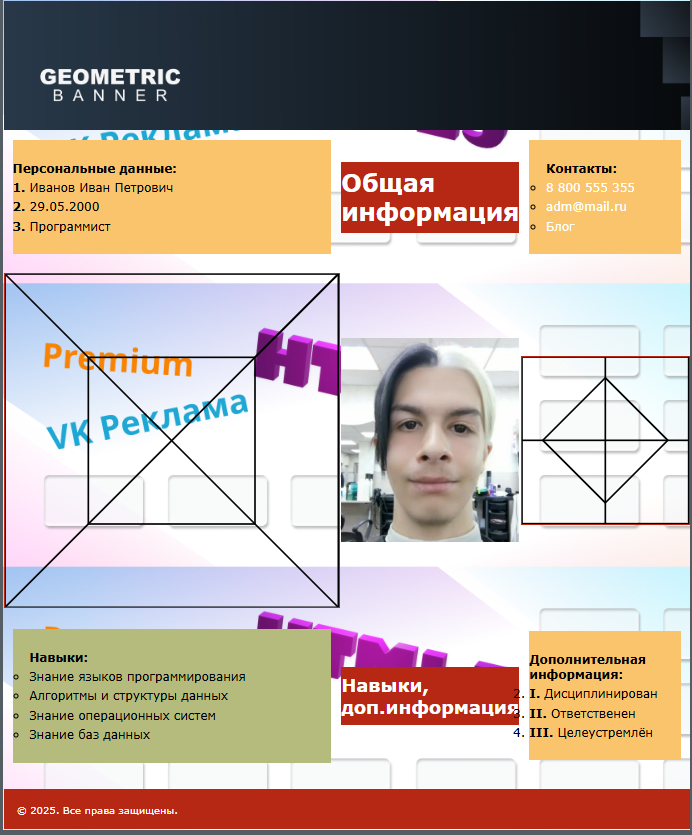 GEOMETRIC
BANNER
VK Реклама
Персональные данные:
1. Иванов Иван Петрович
2. 29.05.2000
3. Программист
Общая
информация
Контакты:
8 800 555 355
adm@mail.ru
Блог
Premium
HT
VK Реклама
Навыки:
Знание языков программирования
Алгоритмы и структуры данных
Знание операционных систем
Знание баз данных
Навыки,
доп.информация
Дополнительная
информация:
2. I. Дисциплинирован
3. II. Ответственен
4. III. Целеустремлён
© 2025. Все права защищены.